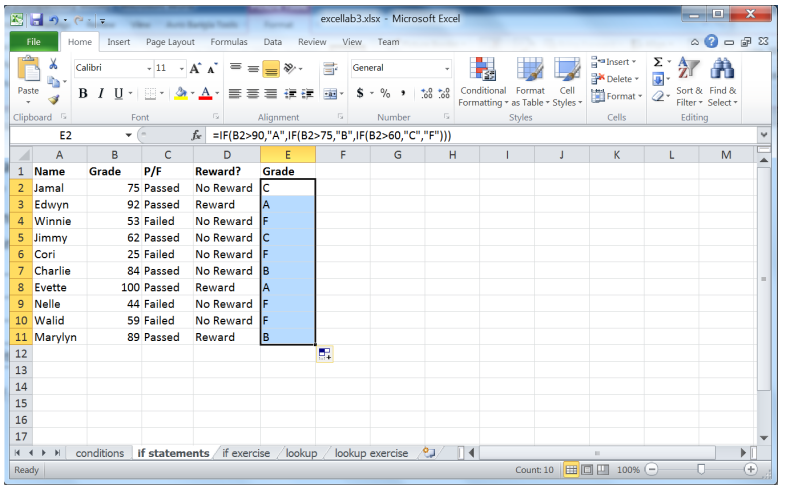 excellab3.xlsx - Microsoft Excel
File Home Insert Page Layout Formulas Data Review View Team
Paste
Clipboard
Calibri 11 A A
B I U A
Font
Alignment
General
$ % , .00 .00
Number
Conditional Formatting
Format as Table
Cell Styles
Styles
Insert
Delete
Format
Cells
Σ
Sort & Filter
Find & Select
Editing
E2 fx =IF(B2>90,"A",IF(B2>75,"B",IF(B2>60,"C","F")))
A B C D E F G H I J K L M
1 Name Grade P/F Reward? Grade
2 Jamal 75 Passed No Reward C
3 Edwyn 92 Passed Reward A
4 Winnie 53 Failed No Reward F
5 Jimmy 62 Passed No Reward C
6 Cori 25 Failed No Reward F
7 Charlie 84 Passed No Reward B
8 Evette 100 Passed Reward A
9 Nelle 44 Failed No Reward F
10 Walid 59 Failed No Reward F
11 Marylyn 89 Passed Reward B
12
13
14
15
16
17
conditions if statements if exercise lookup lookup exercise
Ready Count: 10 100%